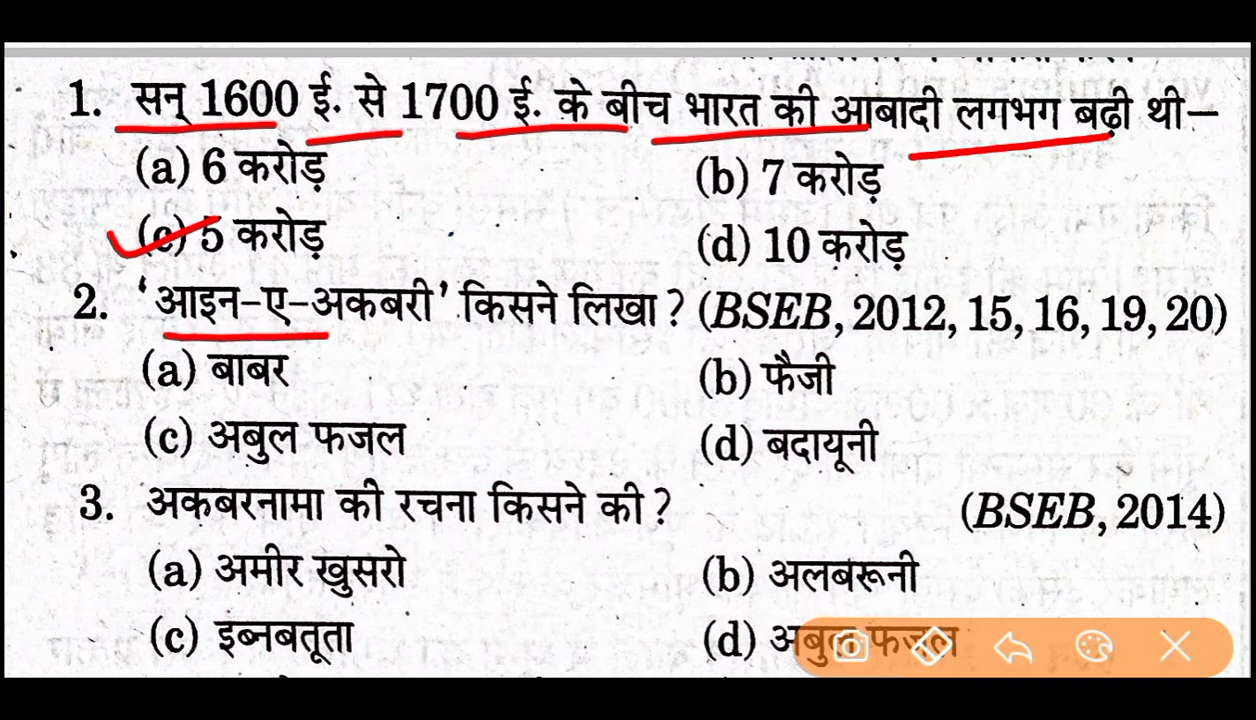 1. सन् 1600 ई. से 1700 ई. के बीच भारत की आबादी लगभग बढ़ी थी–
(a) 6 करोड़ (b) 7 करोड़
(c) 5 करोड़ (d) 10 करोड़
2. 'आइन-ए-अकबरी' किसने लिखा? (BSEB, 2012, 15, 16, 19, 20)
(a) बाबर (b) फैजी
(c) अबुल फजल (d) बदायूनी
3. अकबरनामा की रचना किसने की? (BSEB, 2014)
(a) अमीर खुसरो (b) अलबरूनी
(c) इब्नबतूता (d) अबुल फजल